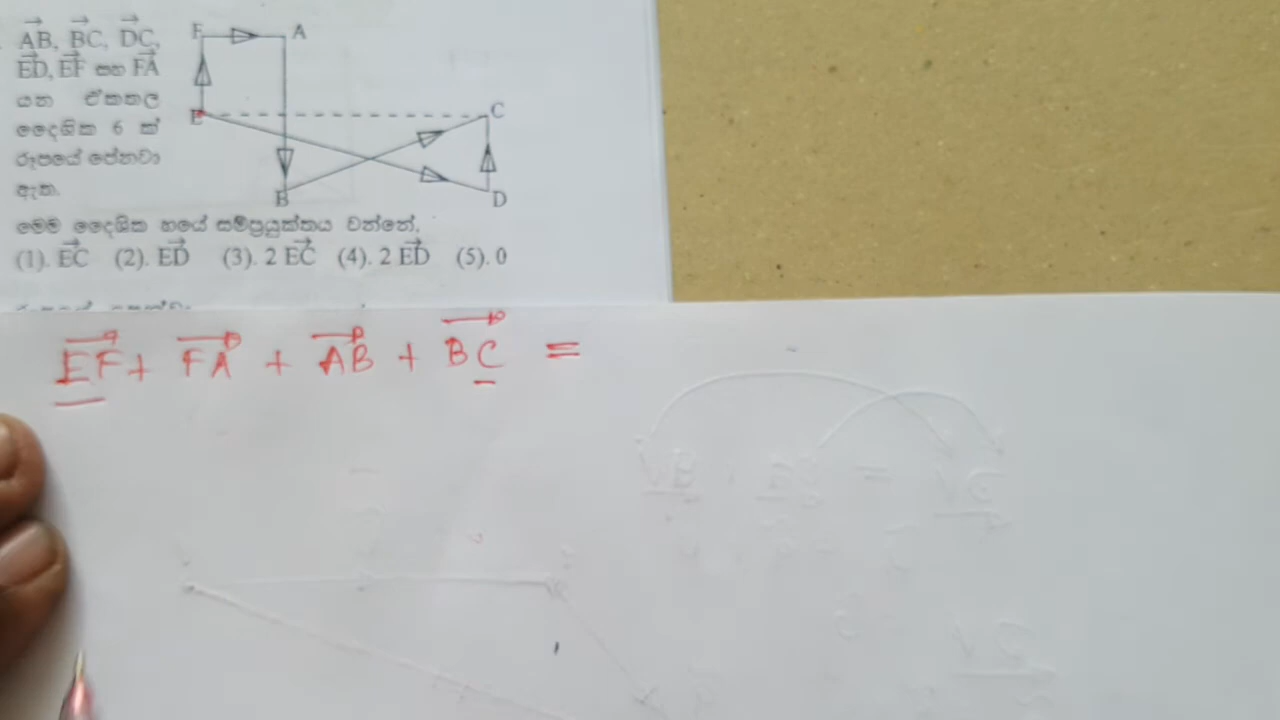 AB, BC, DC,
ED, EF සහ FA
යන ඒකතල
දෛශික 6 ක්
රූපයේ පේනවා
ඇත.
F A
E C
B D
මෙම දෛශික හයේ සම්ප්‍රයුක්තය වන්නේ,
(1). EC (2). ED (3). 2 EC (4). 2 ED (5). 0
EF + FA + AB + BC =